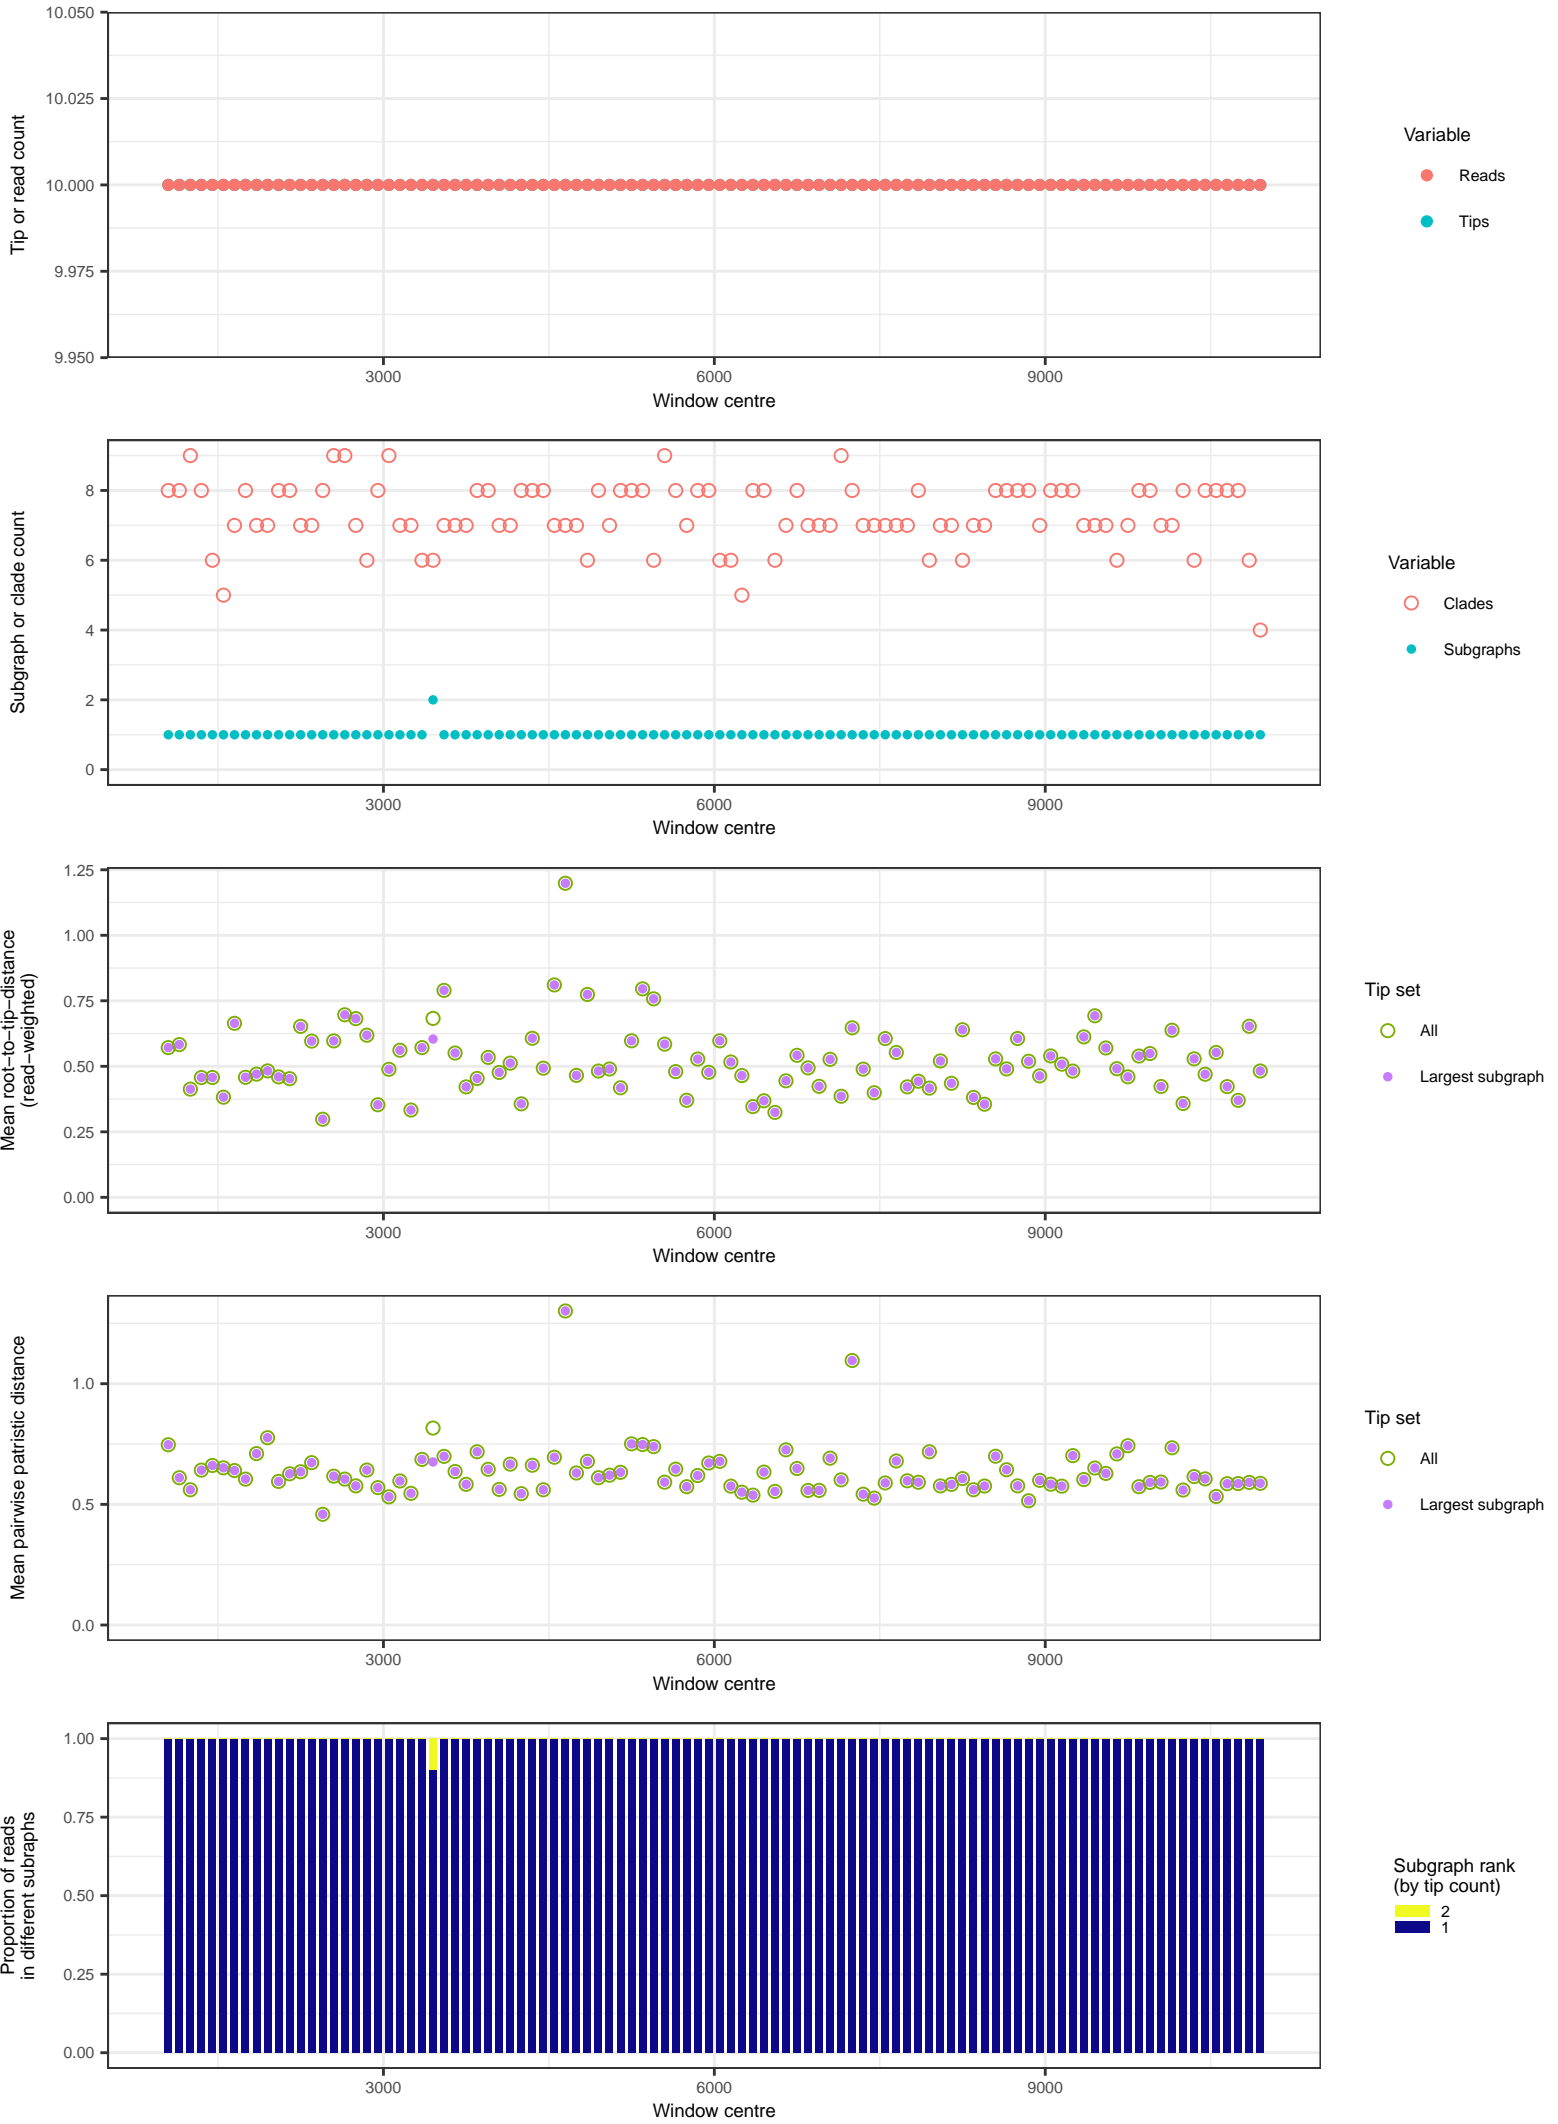 10.050
10.025
10.000
9.975
9.950
Tip or read count
3000
6000
9000
Window centre
Variable
Reads
Tips
8
6
4
2
0
Subgraph or clade count
3000
6000
9000
Window centre
Variable
Clades
Subgraphs
1.25
1.00
0.75
0.50
0.25
0.00
Mean root−to−tip−distance
(read−weighted)
3000
6000
9000
Window centre
Tip set
All
Largest subgraph
1.0
0.5
0.0
Mean pairwise patristic distance
3000
6000
9000
Window centre
Tip set
All
Largest subgraph
1.00
0.75
0.50
0.25
0.00
Proportion of reads
in different subraphs
3000
6000
9000
Window centre
Subgraph rank
(by tip count)
2
1